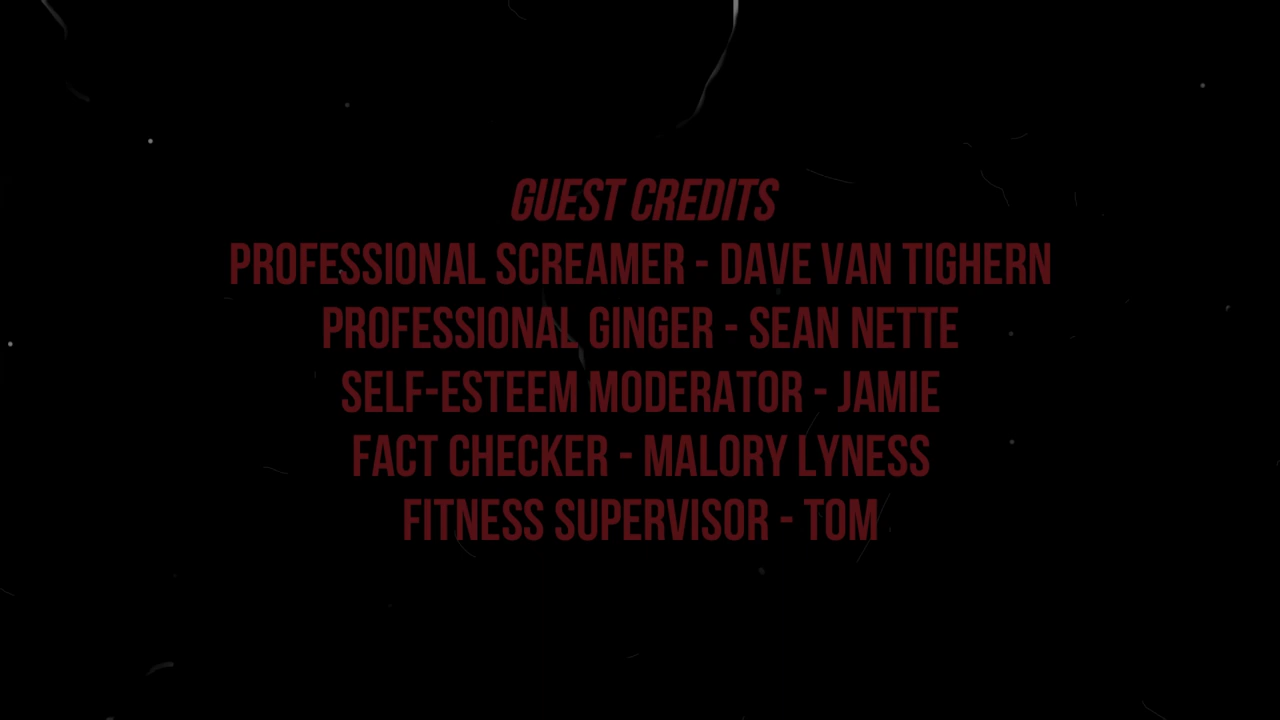 GUEST CREDITS
PROFESSIONAL SCREAMER - DAVE VAN TIGHERN
PROFESSIONAL GINGER - SEAN NETTE
SELF-ESTEEM MODERATOR - JAMIE
FACT CHECKER - MALORY LYNESS
FITNESS SUPERVISOR - TOM